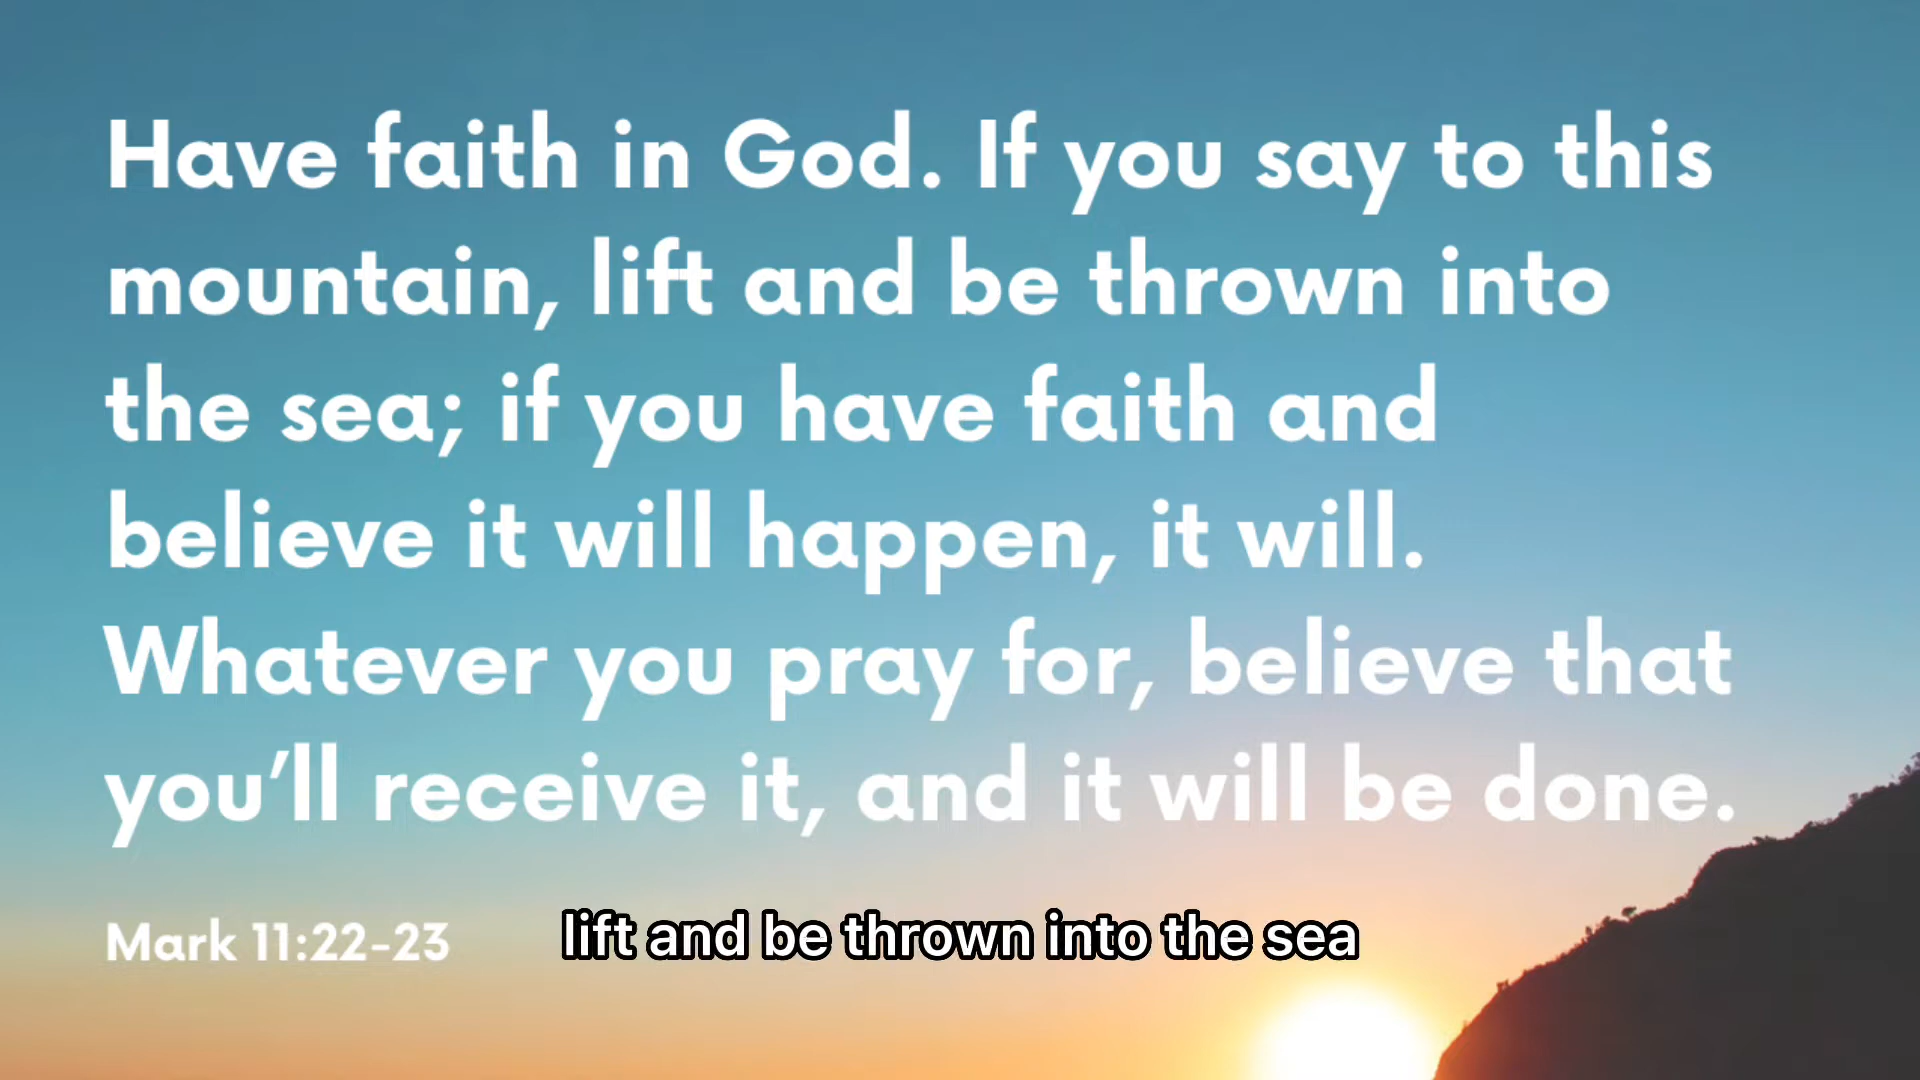 Have faith in God. If you say to this
mountain, lift and be thrown into
the sea; if you have faith and
believe it will happen, it will.
Whatever you pray for, believe that
you’ll receive it, and it will be done.
Mark 11:22-23
lift and be thrown into the sea